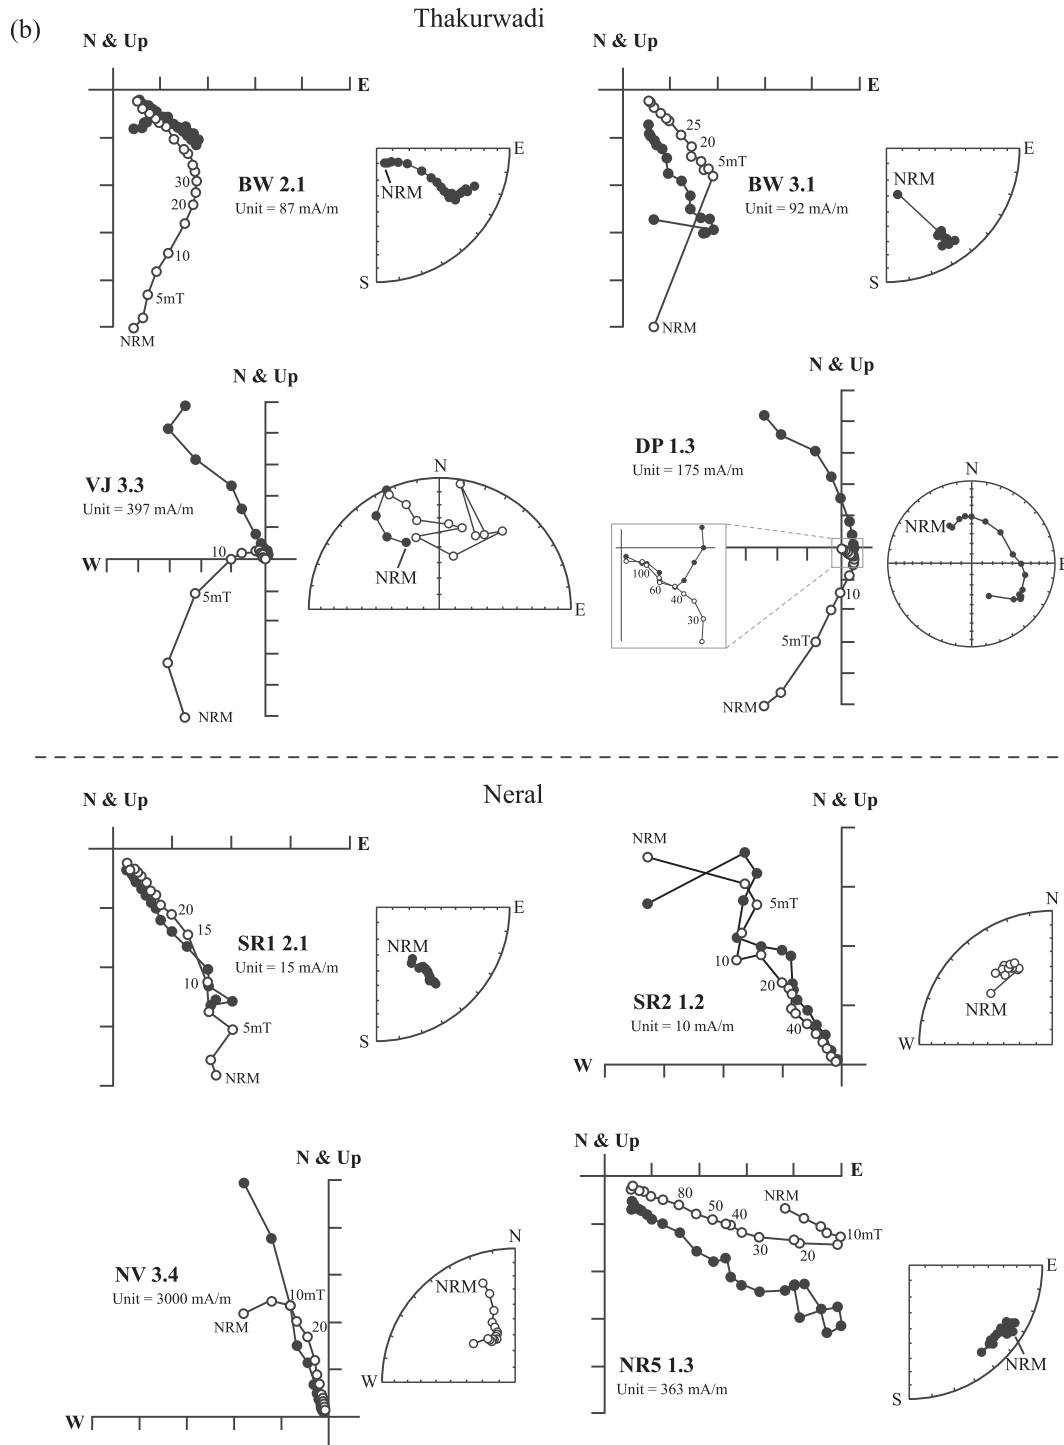 (b)
Thakurwadi
N & Up
E
BW 2.1
Unit = 87 mA/m
30
20
10
5mT
NRM
E
NRM
S
N & Up
E
25
20
5mT
BW 3.1
Unit = 92 mA/m
NRM
E
NRM
S
N & Up
VJ 3.3
Unit = 397 mA/m
10
W
5mT
NRM
N
NRM
E
N & Up
DP 1.3
Unit = 175 mA/m
100
60
40
30
10
5mT
NRM
N
NRM
E
Neral
N & Up
E
20
15
SR1 2.1
Unit = 15 mA/m
10
5mT
NRM
E
NRM
S
N & Up
NRM
5mT
10
20
SR2 1.2
Unit = 10 mA/m
40
W
N
NRM
W
N & Up
NV 3.4
Unit = 3000 mA/m
10mT
NRM
20
W
N
NRM
W
N & Up
E
80
50
40
NRM
30
20
10mT
NR5 1.3
Unit = 363 mA/m
E
NRM
S